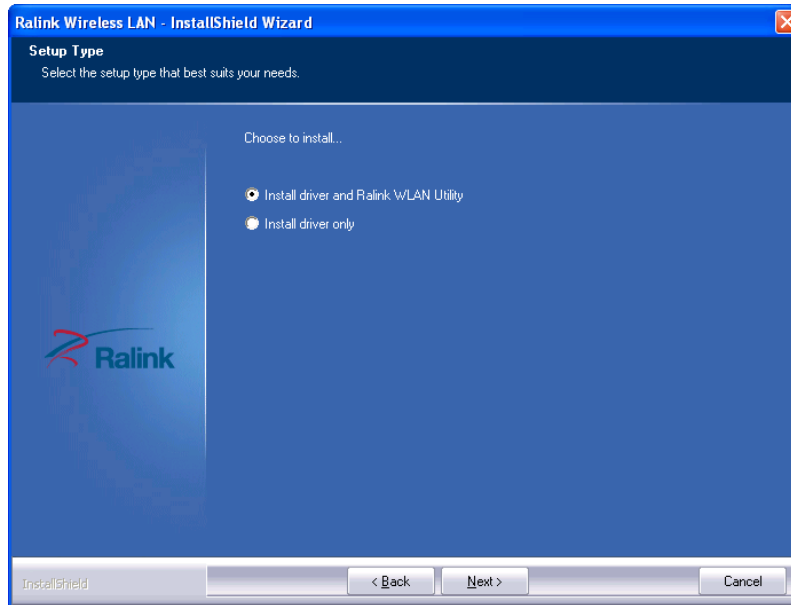 Ralink Wireless LAN - InstallShield Wizard
Setup Type
Select the setup type that best suits your needs.
Choose to install...
Install driver and Ralink WLAN Utility
Install driver only
Ralink
InstallShield
< Back
Next >
Cancel